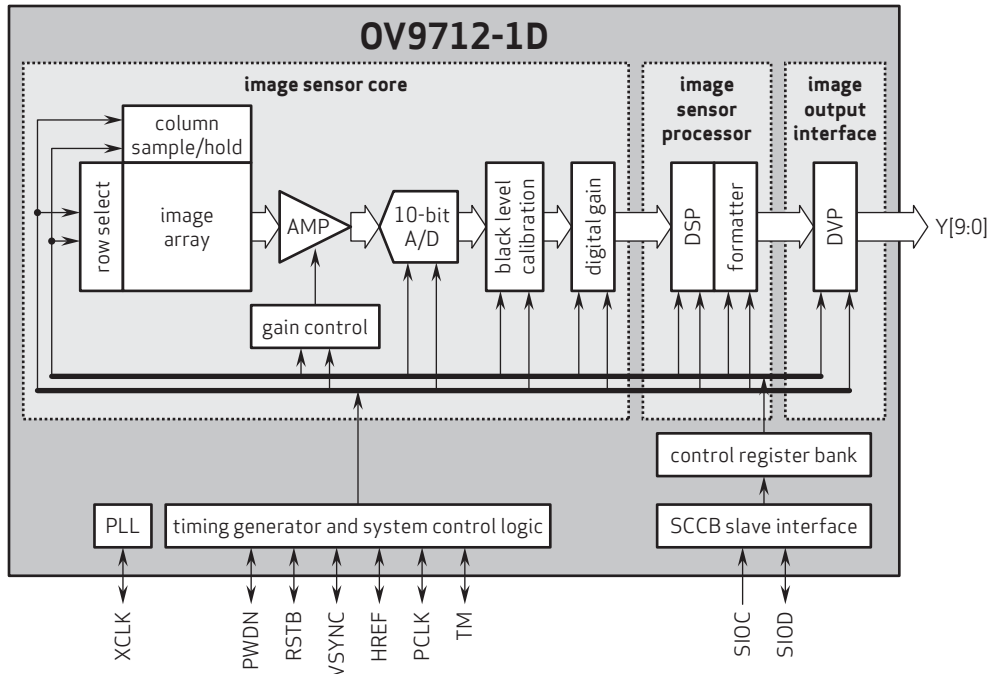 OV9712-1D
image sensor core
image
sensor
processor
image
output
interface
column
sample/hold
row select
image
array
AMP
10-bit
A/D
black level
calibration
digital gain
DSP
formatter
DVP
Y[9:0]
gain control
control register bank
PLL
timing generator and system control logic
SCCB slave interface
XCLK
PWDN
RSTB
VSYNC
HREF
PCLK
TM
SIOC
SIOD